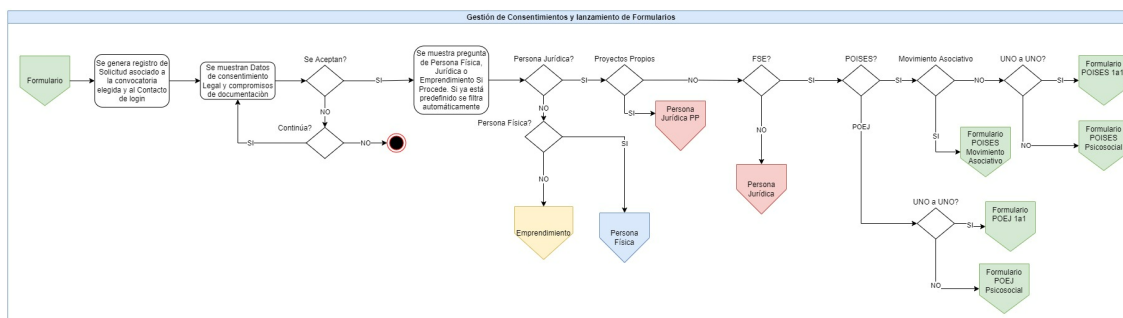 Gestión de Consentimientos y lanzamiento de Formularios
Formulario
Se genera registro de
Solicitud asociado a
la convocatoria
elegida y al Contacto
de login
Se muestran Datos
de consentimiento
Legal y compromisos
de documentación
Se Aceptan?
SI
NO
Continúa?
SI
NO
Se muestra pregunta
de Persona Física,
Jurídica o
Emprendimiento Si
Procede. Si ya está
predefinido se filtra
automáticamente
Persona Jurídica?
SI
NO
Persona Física?
SI
NO
Emprendimiento
Persona
Física
Proyectos Propios
NO
SI
Persona
Jurídica PP
FSE?
SI
NO
Persona
Jurídica
POISES?
SI
POEJ
Movimiento Asociativo
NO
SI
Formulario
POISES
Movimiento
Asociativo
UNO a UNO?
SI
NO
Formulario
POISES 1a1
Formulario
POISES
Psicosocial
UNO a UNO?
SI
NO
Formulario
POEJ 1a1
Formulario
POEJ
Psicosocial